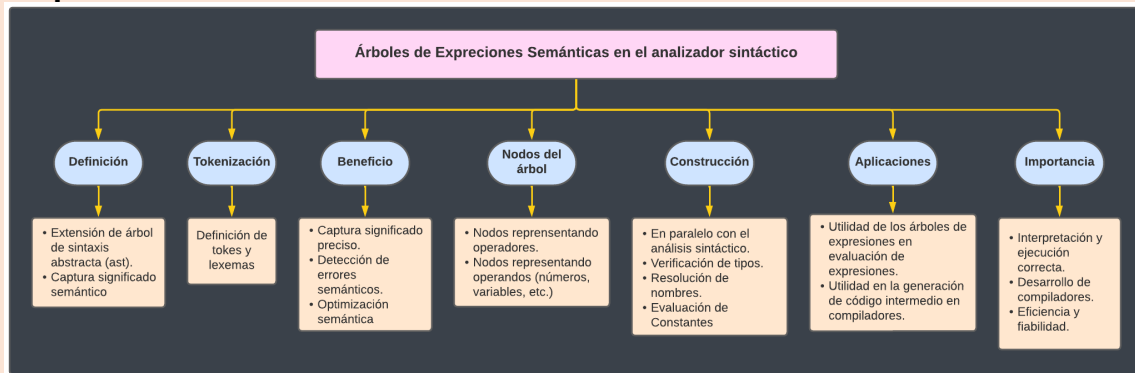 Árboles de Expreciones Semánticas en el analizador sintáctico
Definición
Tokenización
Beneficio
Nodos del
árbol
Construcción
Aplicaciones
Importancia
• Extensión de árbol
de sintaxis
abstracta (ast).
• Captura significado
semántico
Definición de
tokes y
lexemas
• Captura significado
preciso.
• Detección de
errores
semánticos.
• Optimización
semántica
• Nodos reprensentando
operadores.
• Nodos representando
operandos (números,
variables, etc.)
• En paralelo con el
análisis sintáctico.
• Verificación de tipos.
• Resolución de
nombres.
• Evaluación de
Constantes
• Utilidad de los árboles de
expresiones en
evaluación de
expresiones.
• Utilidad en la generación
de código intermedio en
compiladores.
• Interpretación y
ejecución
correcta.
• Desarrollo de
compiladores.
• Eficiencia y
fiabilidad.